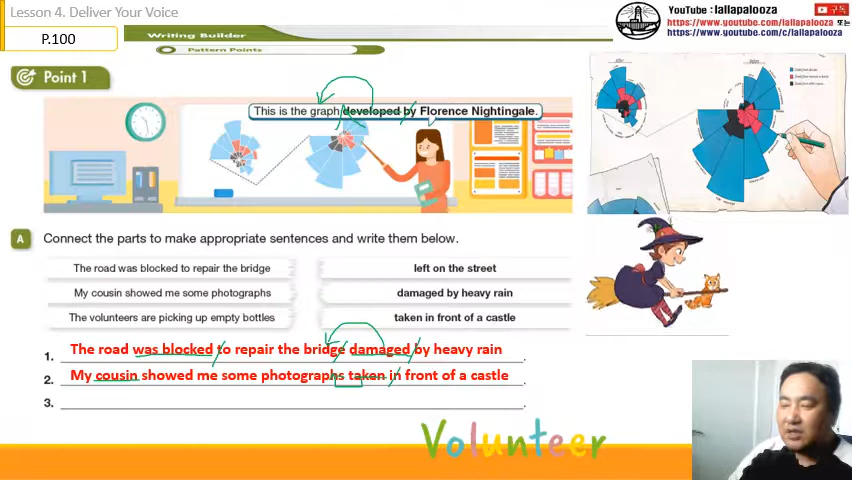 Lesson 4. Deliver Your Voice
P.100
Writing Builder
Pattern Points
YouTube : lallapalooza
구독
https://www.youtube.com/lallapalooza 또는
https://www.youtube.com/c/lallapalooza
Point 1
This is the graph developed by Florence Nightingale.
A Connect the parts to make appropriate sentences and write them below.
The road was blocked to repair the bridge
left on the street
My cousin showed me some photographs
damaged by heavy rain
The volunteers are picking up empty bottles
taken in front of a castle
1. The road was blocked to repair the bridge damaged by heavy rain.
2. My cousin showed me some photographs taken in front of a castle.
3. .
Volunteer